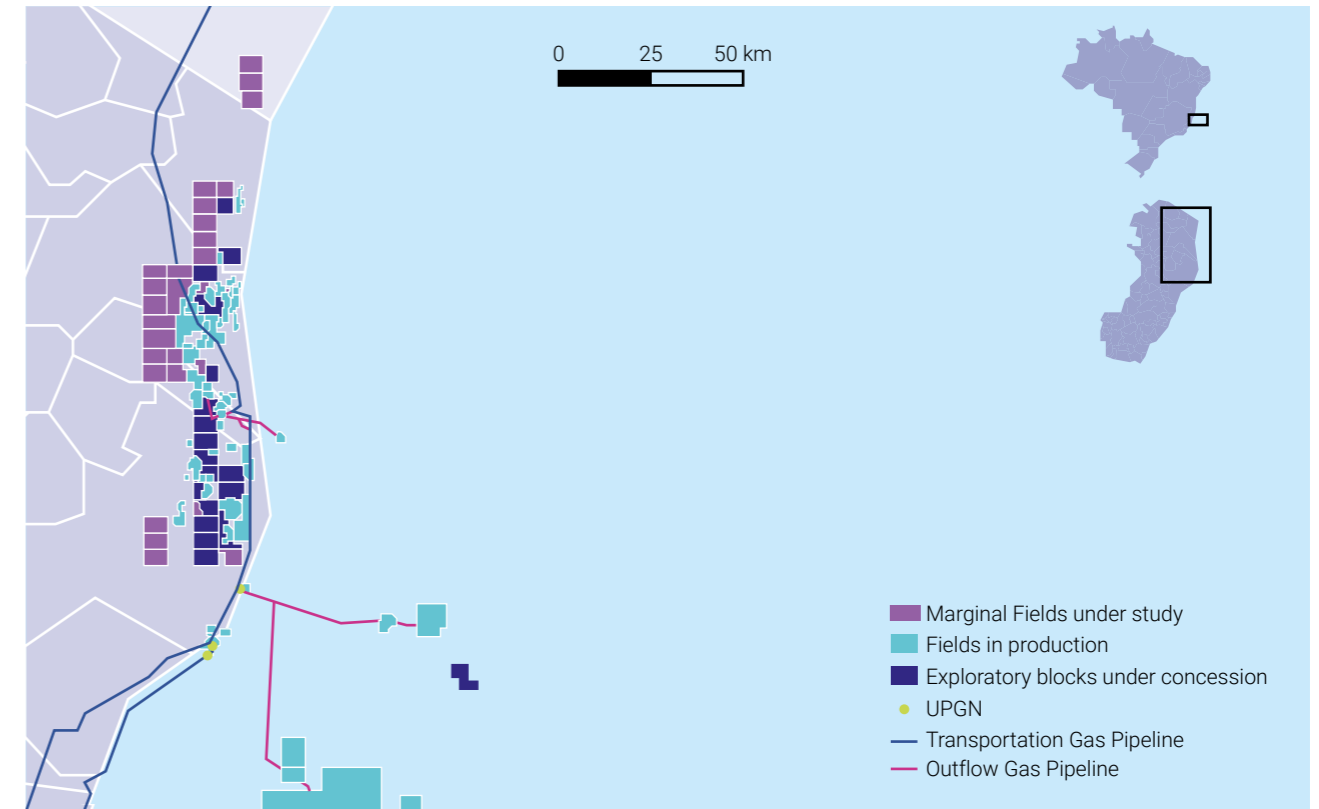 0 25 50 km
Marginal Fields under study
Fields in production
Exploratory blocks under concession
UPGN
Transportation Gas Pipeline
Outflow Gas Pipeline